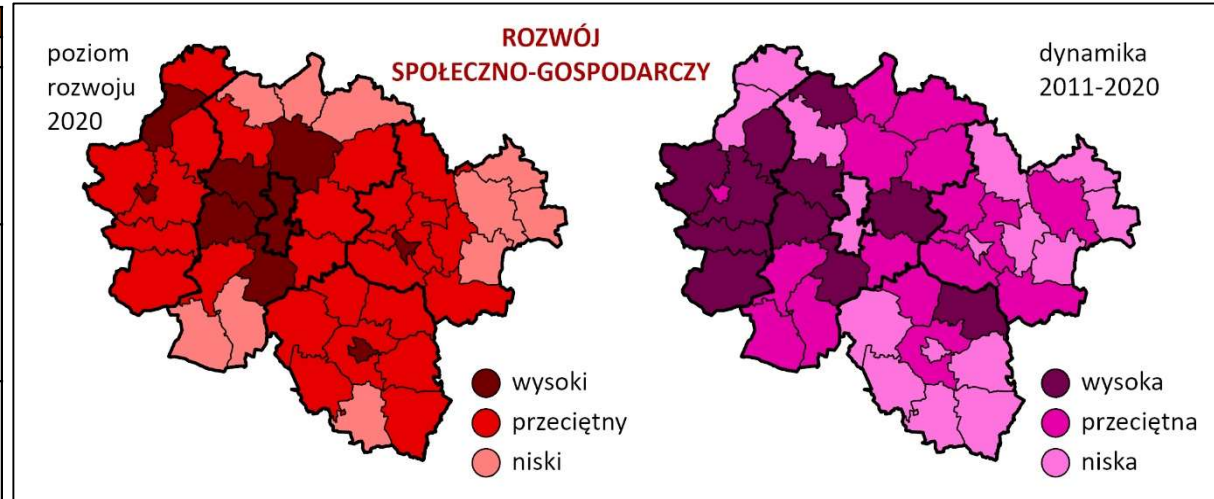 ROZWÓJ
SPOŁECZNO-GOSPODARCZY
poziom
rozwoju
2020
wysoki
przeciętny
niski
dynamika
2011-2020
wysoka
przeciętna
niska